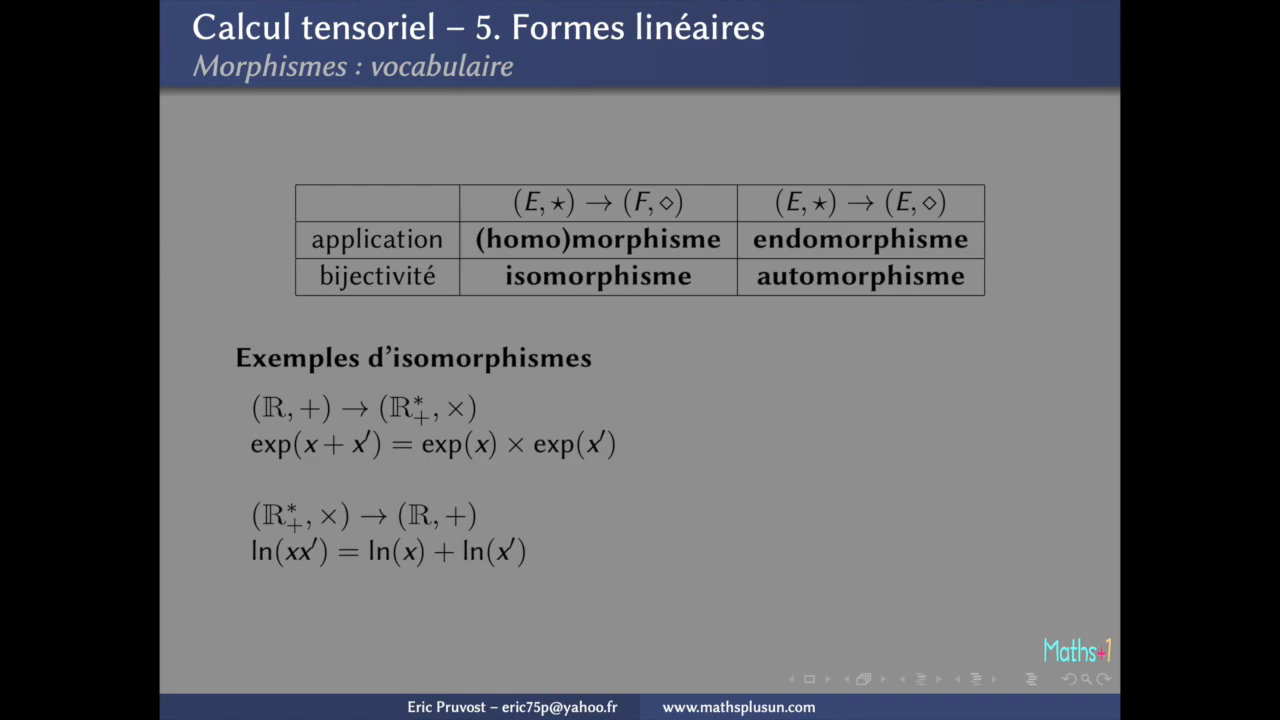 Calcul tensoriel – 5. Formes linéaires
Morphismes : vocabulaire
(E, ⋆) → (F, ⋄) (E, ⋆) → (E, ⋄)
application (homo)morphisme endomorphisme
bijectivité isomorphisme automorphisme
Exemples d’isomorphismes
(ℝ, +) → (ℝ₊*, ×)
exp(x + x′) = exp(x) × exp(x′)
(ℝ₊*, ×) → (ℝ, +)
ln(xx′) = ln(x) + ln(x′)
Maths+1
Eric Pruvost – eric75p@yahoo.fr www.mathsplusun.com